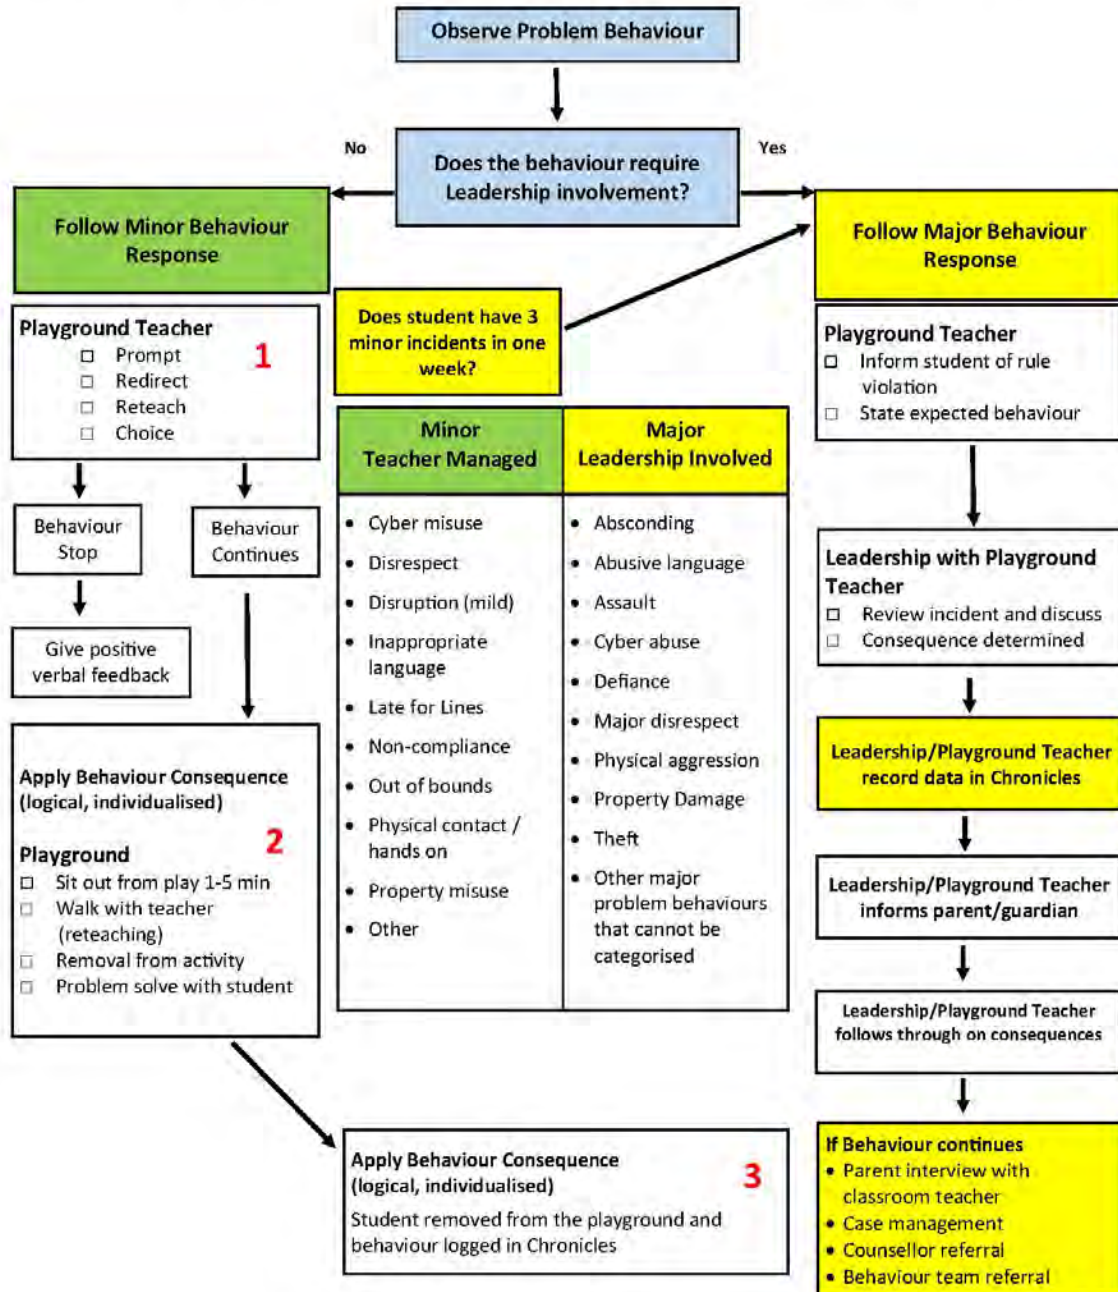 Observe Problem Behaviour
Does the behaviour require
Leadership involvement?
No
Yes
Follow Minor Behaviour
Response
Playground Teacher
Prompt
Redirect
Reteach
Choice
1
Behaviour
Stop
Behaviour
Continues
Give positive
verbal feedback
Apply Behaviour Consequence
(logical, individualised)
2
Playground
Sit out from play 1-5 min
Walk with teacher
(reteaching)
Removal from activity
Problem solve with student
Does student have 3
minor incidents in one
week?
Minor
Teacher Managed
• Cyber misuse
• Disrespect
• Disruption (mild)
• Inappropriate
language
• Late for Lines
• Non-compliance
• Out of bounds
• Physical contact /
hands on
• Property misuse
• Other
Major
Leadership Involved
• Absconding
• Abusive language
• Assault
• Cyber abuse
• Defiance
• Major disrespect
• Physical aggression
• Property Damage
• Theft
• Other major
problem behaviours
that cannot be
categorised
Apply Behaviour Consequence
(logical, individualised)
3
Student removed from the playground and
behaviour logged in Chronicles
Follow Major Behaviour
Response
Playground Teacher
Inform student of rule
violation
State expected behaviour
Leadership with Playground
Teacher
Review incident and discuss
Consequence determined
Leadership/Playground Teacher
record data in Chronicles
Leadership/Playground Teacher
informs parent/guardian
Leadership/Playground Teacher
follows through on consequences
If Behaviour continues
• Parent interview with
classroom teacher
• Case management
• Counsellor referral
• Behaviour team referral